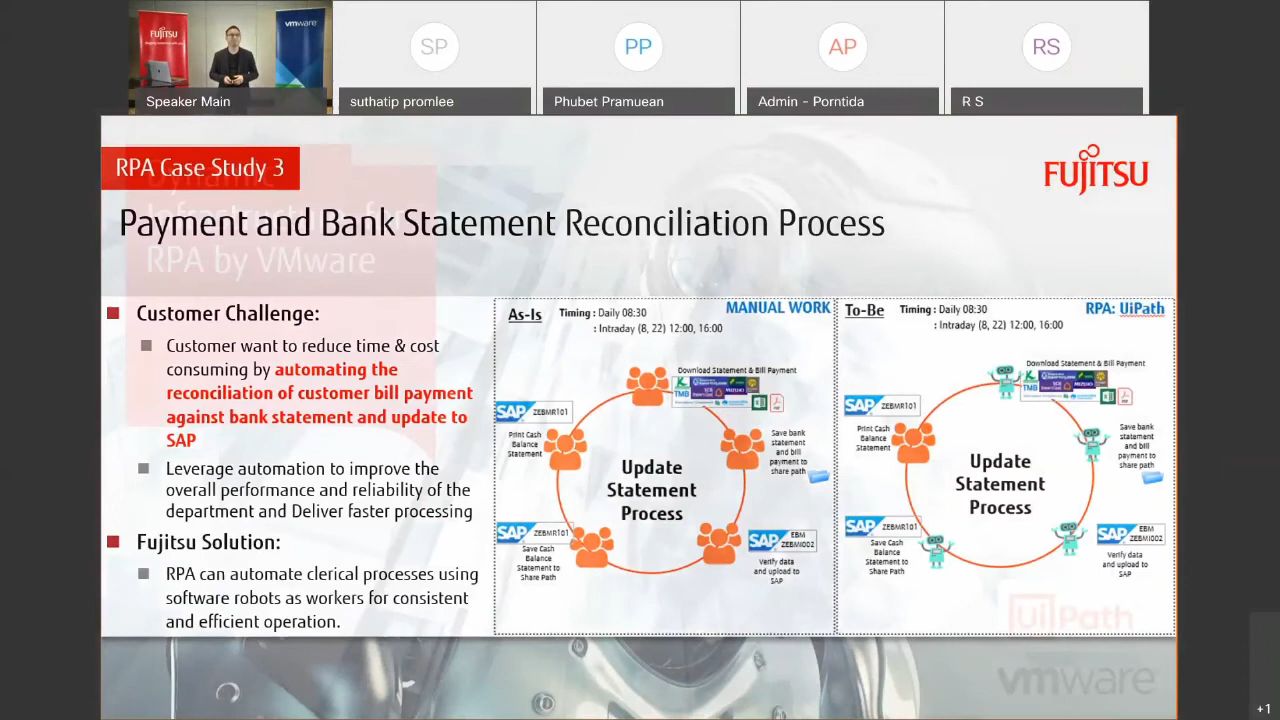 FUJITSU
vmware
SP
PP
AP
RS
Speaker Main
suthatip promlee
Phubet Pramuean
Admin - Porntida
R S
RPA Case Study 3
FUJITSU
Dynamic
Infrastructure for
RPA by VMware
Payment and Bank Statement Reconciliation Process
Customer Challenge:
Customer want to reduce time & cost
consuming by automating the
reconciliation of customer bill payment
against bank statement and update to
SAP
Leverage automation to improve the
overall performance and reliability of the
department and Deliver faster processing
Fujitsu Solution:
RPA can automate clerical processes using
software robots as workers for consistent
and efficient operation.
As-Is
Timing : Daily 08:30
: Intraday (8, 22) 12:00, 16:00
MANUAL WORK
Download Statement & Bill Payment
TMB
SAP ZEBMR101
Print Cash
Balance
Statement
Save bank
statement
and bill
payment to
share path
Update
Statement
Process
SAP ZEBMR101
Save Cash
Balance
Statement to
Share Path
SAP EBM
ZEBMI002
Verify data
and upload to
SAP
To-Be
Timing : Daily 08:30
: Intraday (8, 22) 12:00, 16:00
RPA: UiPath
Download Statement & Bill Payment
TMB
SAP ZEBMR101
Print Cash
Balance
Statement
Save bank
statement
and bill
payment to
share path
Update
Statement
Process
SAP ZEBMR101
Save Cash
Balance
Statement to
Share Path
SAP EBM
ZEBMI002
Verify data
and upload to
SAP
UiPath
vmware
+1